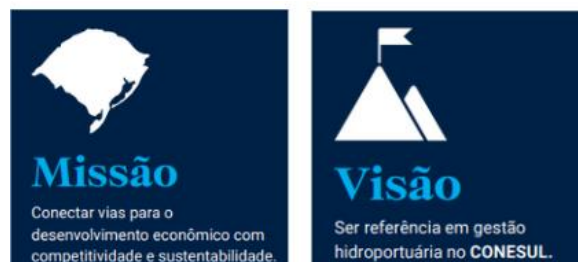 Missão
Conectar vias para o
desenvolvimento econômico com
competitividade e sustentabilidade.
Visão
Ser referência em gestão
hidroportuária no CONESUL.